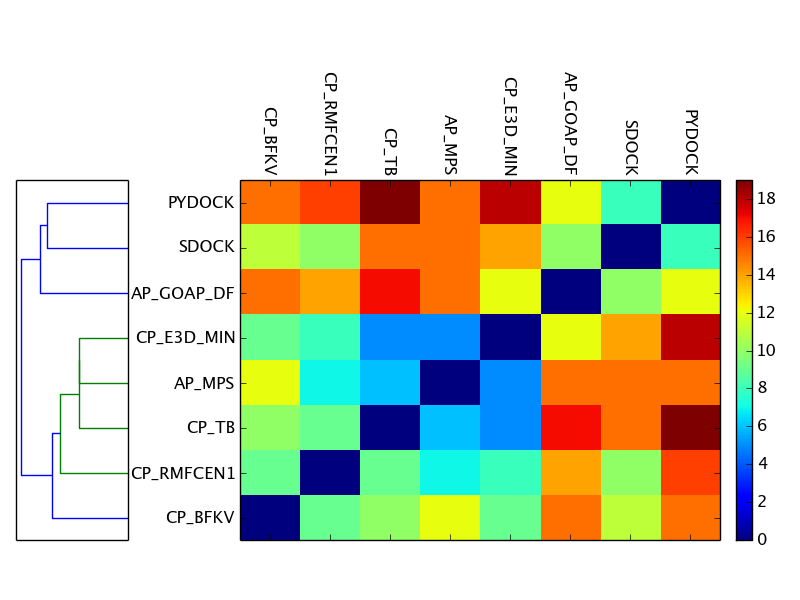 CP_BFKV
CP_RMFCEN1
CP_TB
AP_MPS
CP_E3D_MIN
AP_GOAP_DF
SDOCK
PYDOCK
PYDOCK
SDOCK
AP_GOAP_DF
CP_E3D_MIN
AP_MPS
CP_TB
CP_RMFCEN1
CP_BFKV
18
16
14
12
10
8
6
4
2
0